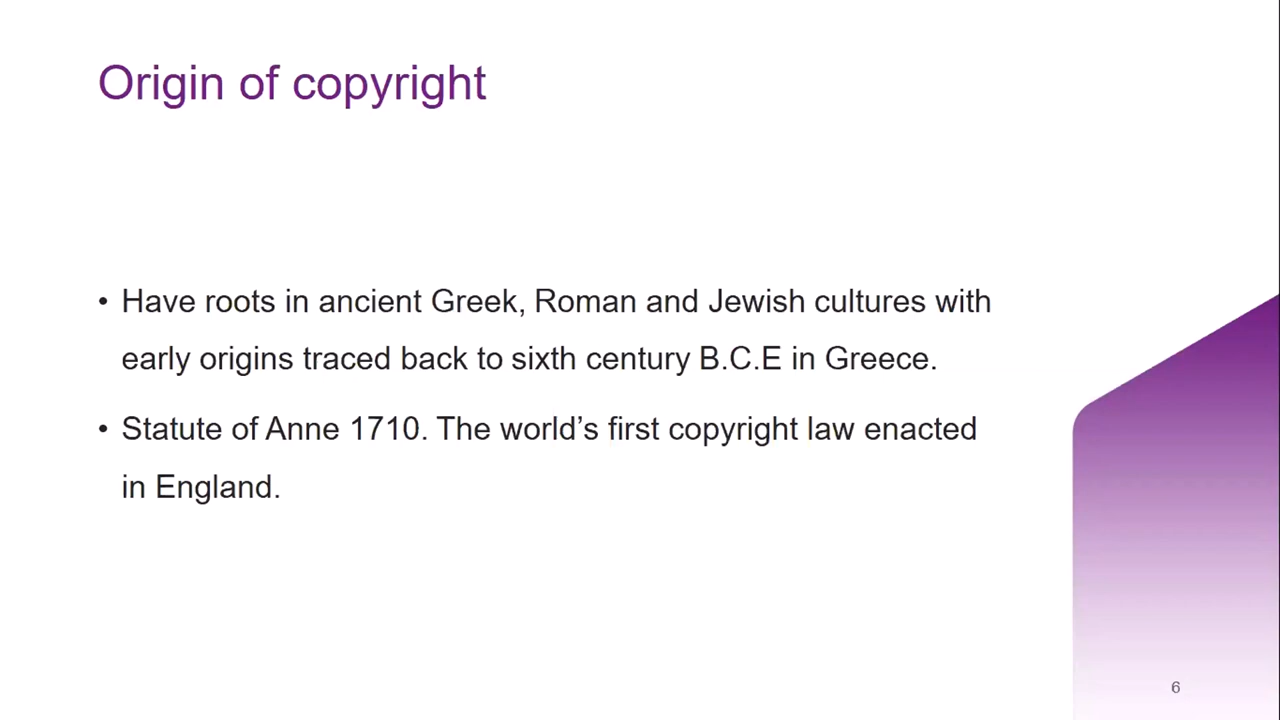 Origin of copyright
• Have roots in ancient Greek, Roman and Jewish cultures with
early origins traced back to sixth century B.C.E in Greece.
• Statute of Anne 1710. The world’s first copyright law enacted
in England.
6